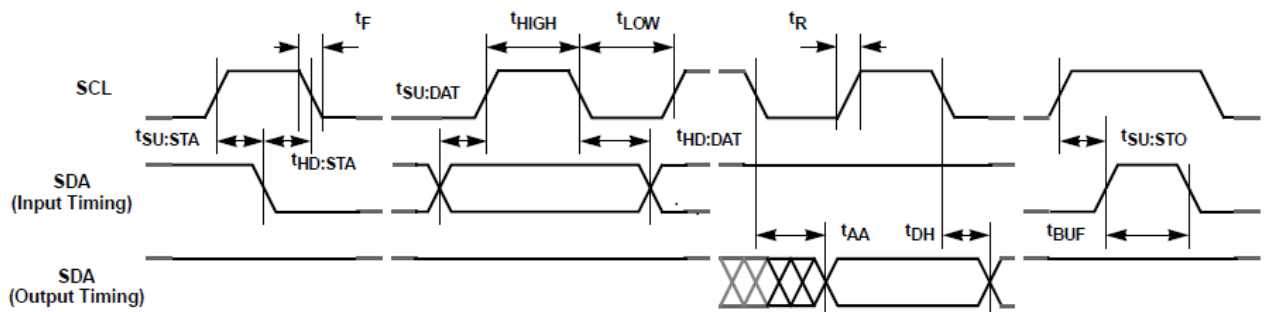 tF
tHIGH
tLOW
tR
SCL
tSU:DAT
tSU:STA
tHD:STA
tHD:DAT
tSU:STO
SDA
(Input Timing)
tAA
tDH
tBUF
SDA
(Output Timing)